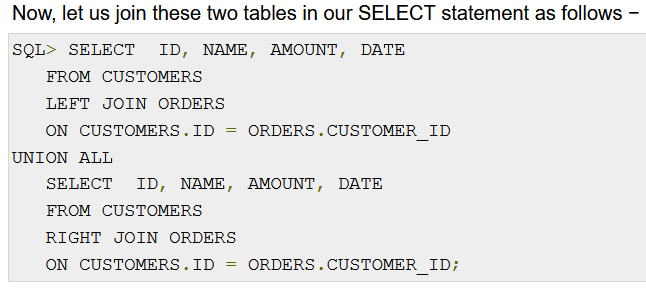 Now, let us join these two tables in our SELECT statement as follows −
SQL> SELECT  ID, NAME, AMOUNT, DATE
   FROM CUSTOMERS
   LEFT JOIN ORDERS
   ON CUSTOMERS.ID = ORDERS.CUSTOMER_ID
UNION ALL
   SELECT  ID, NAME, AMOUNT, DATE
   FROM CUSTOMERS
   RIGHT JOIN ORDERS
   ON CUSTOMERS.ID = ORDERS.CUSTOMER_ID;